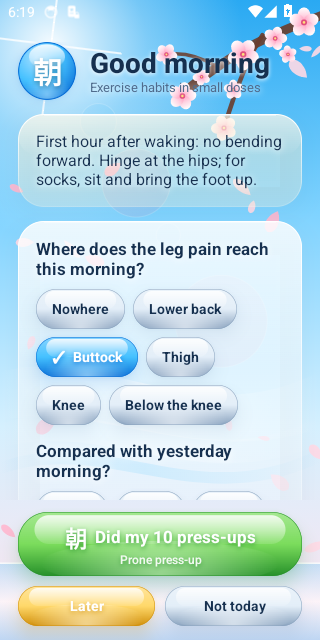 6:19
朝
Good morning
Exercise habits in small doses
First hour after waking: no bending
forward. Hinge at the hips; for
socks, sit and bring the foot up.
Where does the leg pain reach
this morning?
Nowhere
Lower back
✓ Buttock
Thigh
Knee
Below the knee
Compared with yesterday
morning?
朝 Did my 10 press-ups
Prone press-up
Later
Not today